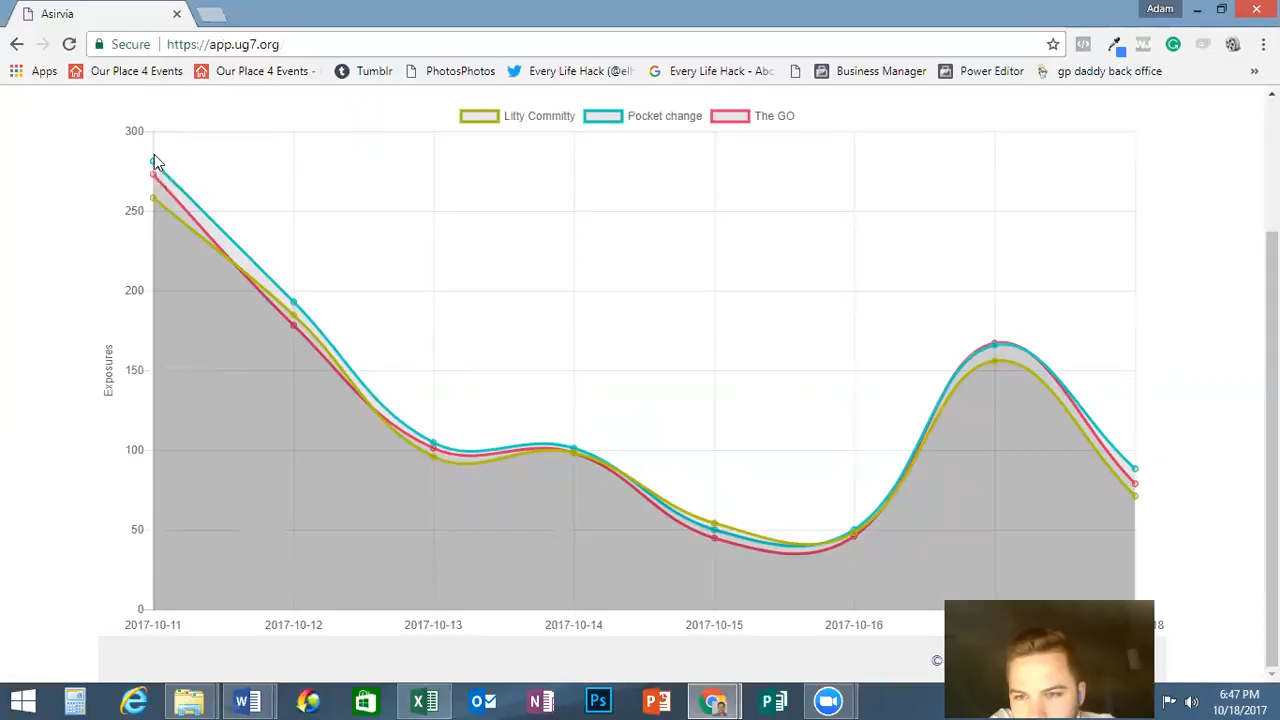 Asirvia
Adam
Secure https://app.ug7.org
Apps Our Place 4 Events Our Place 4 Events - Tumblr PhotosPhotos Every Life Hack (@elh Every Life Hack - Abc Business Manager Power Editor gp daddy back office »
Litty Committy Pocket change The GO
300
250
200
150
100
50
0
Exposures
2017-10-11 2017-10-12 2017-10-13 2017-10-14 2017-10-15 2017-10-16 18
©
6:47 PM
10/18/2017